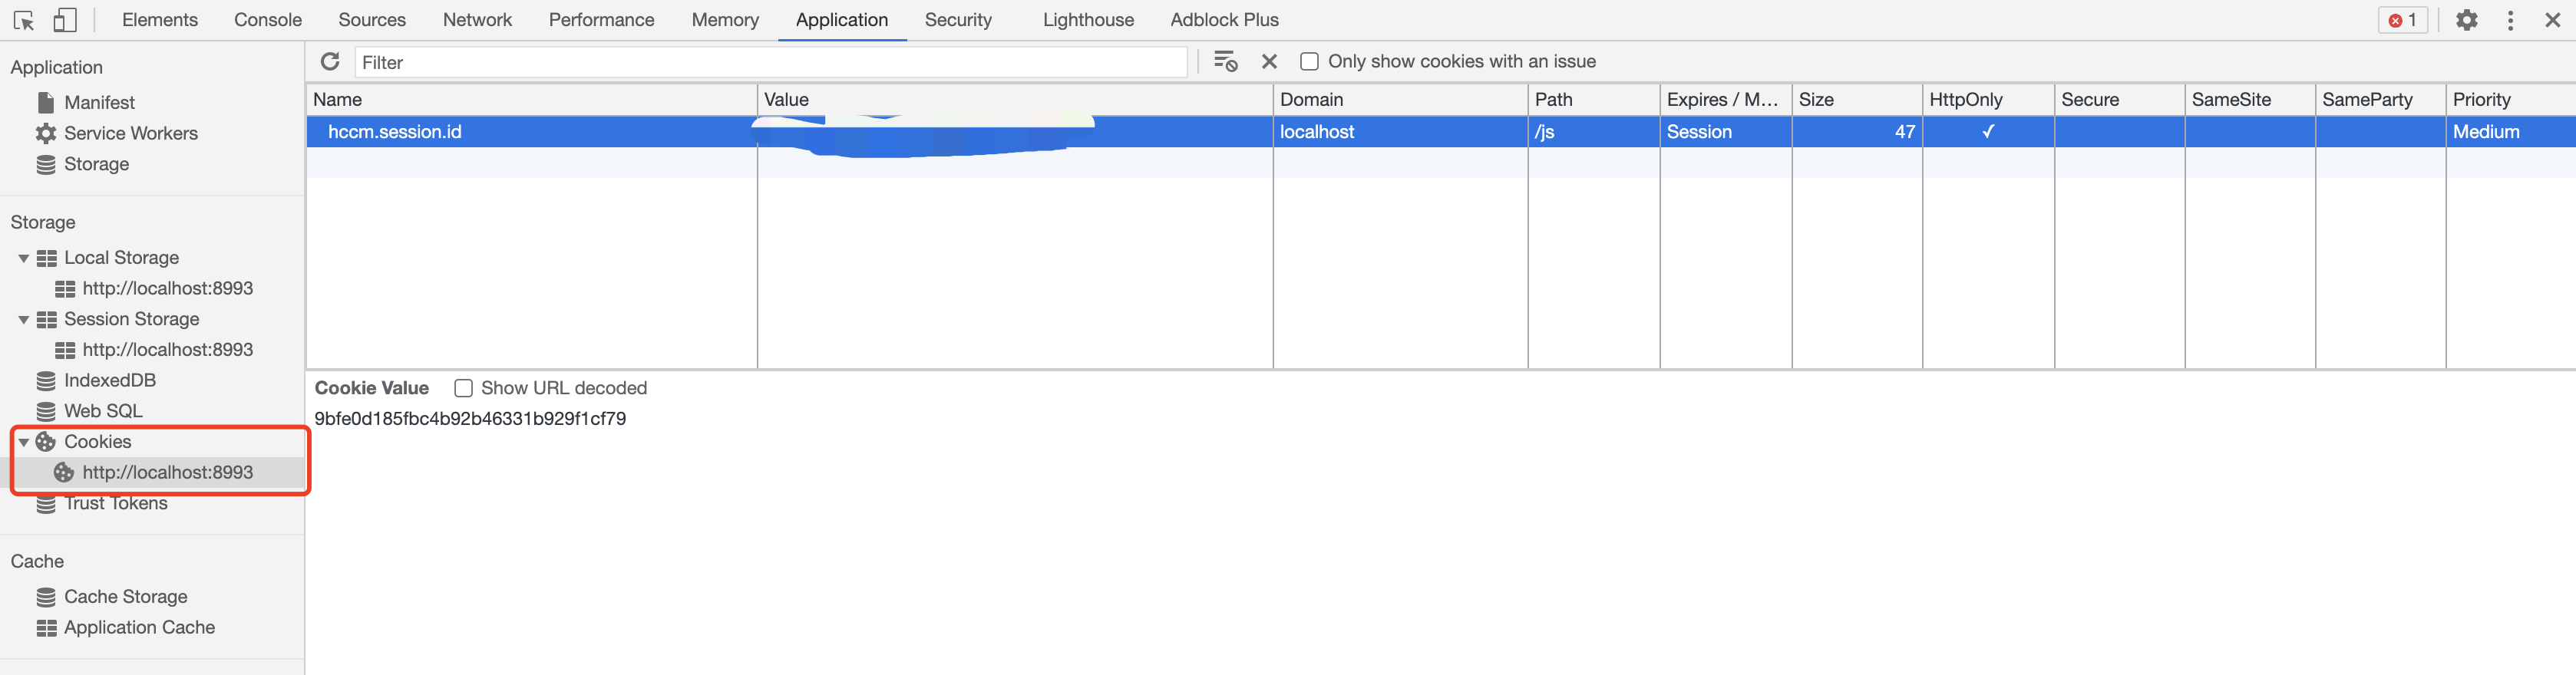 Elements Console Sources Network Performance Memory Application Security Lighthouse Adblock Plus 1
Application
Manifest
Service Workers
Storage
Storage
Local Storage
http://localhost:8993
Session Storage
http://localhost:8993
IndexedDB
Web SQL
Cookies
http://localhost:8993
Trust Tokens
Cache
Cache Storage
Application Cache
Filter Only show cookies with an issue
Name Value Domain Path Expires / M... Size HttpOnly Secure SameSite SameParty Priority
hccm.session.id localhost /js Session 47 ✓ Medium
Cookie Value Show URL decoded
9bfe0d185fbc4b92b46331b929f1cf79